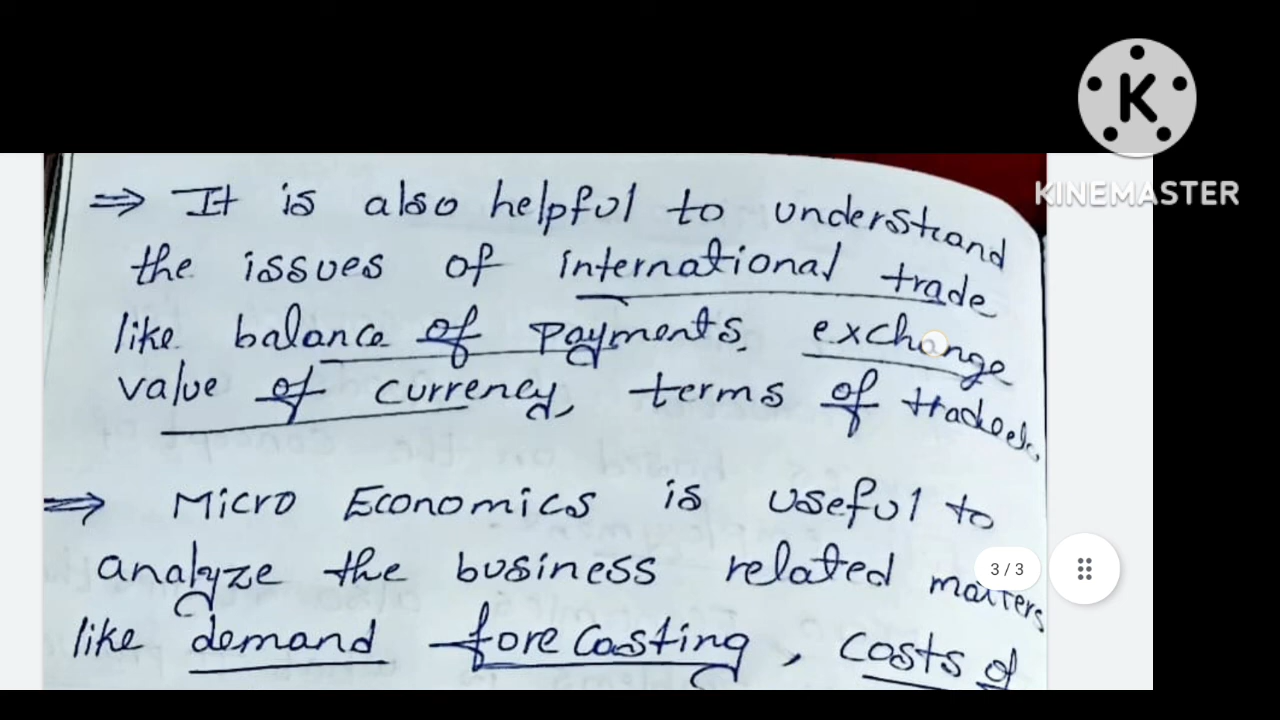 K
KINEMASTER
⇒ It is also helpful to understand
the issues of international trade
like balance of payments, exchange
value of currency, terms of trade etc.
⇒ Micro Economics is useful to
analyze the business related matters
3 / 3
like demand forecasting, costs of